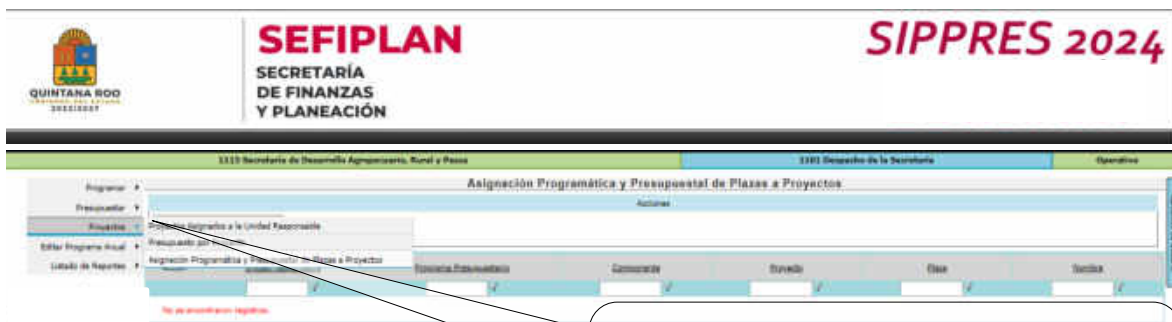 SEFIPLAN
SECRETARÍA
DE FINANZAS
Y PLANEACIÓN
SIPPRES 2024
QUINTANA ROO
1113 Secretaría de Desarrollo Agropecuario, Rural y Pesca
1101 Despacho de la Secretaría
Operativo
Asignación Programática y Presupuestal de Plazas a Proyectos
Acciones
Programar
Presupuestar
Proyectos
Editar Programa Anual
Listado de Reportes
Proyectos Asignados a la Unidad Responsable
Presupuesto por
Asignación Programática y Presupuestal de Plazas a Proyectos
Programa Presupuestario
Componente
Proyecto
Plaza
Nombre
No se encontraron registros.